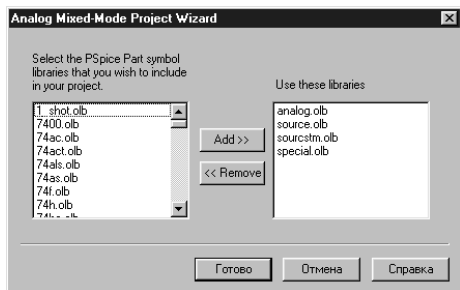 Analog Mixed-Mode Project Wizard
Select the PSpice Part symbol
libraries that you wish to include
in your project.
1_shot.olb
7400.olb
74ac.olb
74act.olb
74als.olb
74as.olb
74f.olb
74h.olb
Add >>
<< Remove
Use these libraries
analog.olb
source.olb
sourcstm.olb
special.olb
Готово
Отмена
Справка